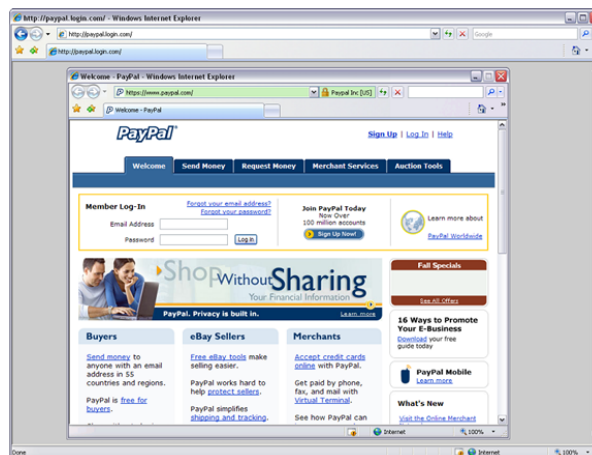 http://paypal.login.com/ - Windows Internet Explorer
http://paypal.login.com/
Google
http://paypal.login.com/
Welcome - PayPal - Windows Internet Explorer
https://www.paypal.com/
Paypal Inc [US]
Welcome - PayPal
PayPal
Sign Up | Log In | Help
Welcome
Send Money
Request Money
Merchant Services
Auction Tools
Member Log-In
Forgot your email address?
Forgot your password?
Email Address
Password
Log In
Join PayPal Today
Now Over
100 million accounts
Sign Up Now!
Learn more about
PayPal Worldwide
Shop Without Sharing
Your Financial Information
PayPal. Privacy is built in.
Learn more
Fall Specials
See All Offers
16 Ways to Promote
Your E-Business
Download your free
guide today
PayPal Mobile
Learn more
What's New
Visit the Online Merchant
Buyers
Send money to
anyone with an email
address in 55
countries and regions.
PayPal is free for
buyers.
eBay Sellers
Free eBay tools make
selling easier.
PayPal works hard to
help protect sellers.
PayPal simplifies
shipping and tracking.
Merchants
Accept credit cards
online with PayPal.
Get paid by phone,
fax, and mail with
Virtual Terminal.
See how PayPal can
Internet
100%
Done
Internet
100%